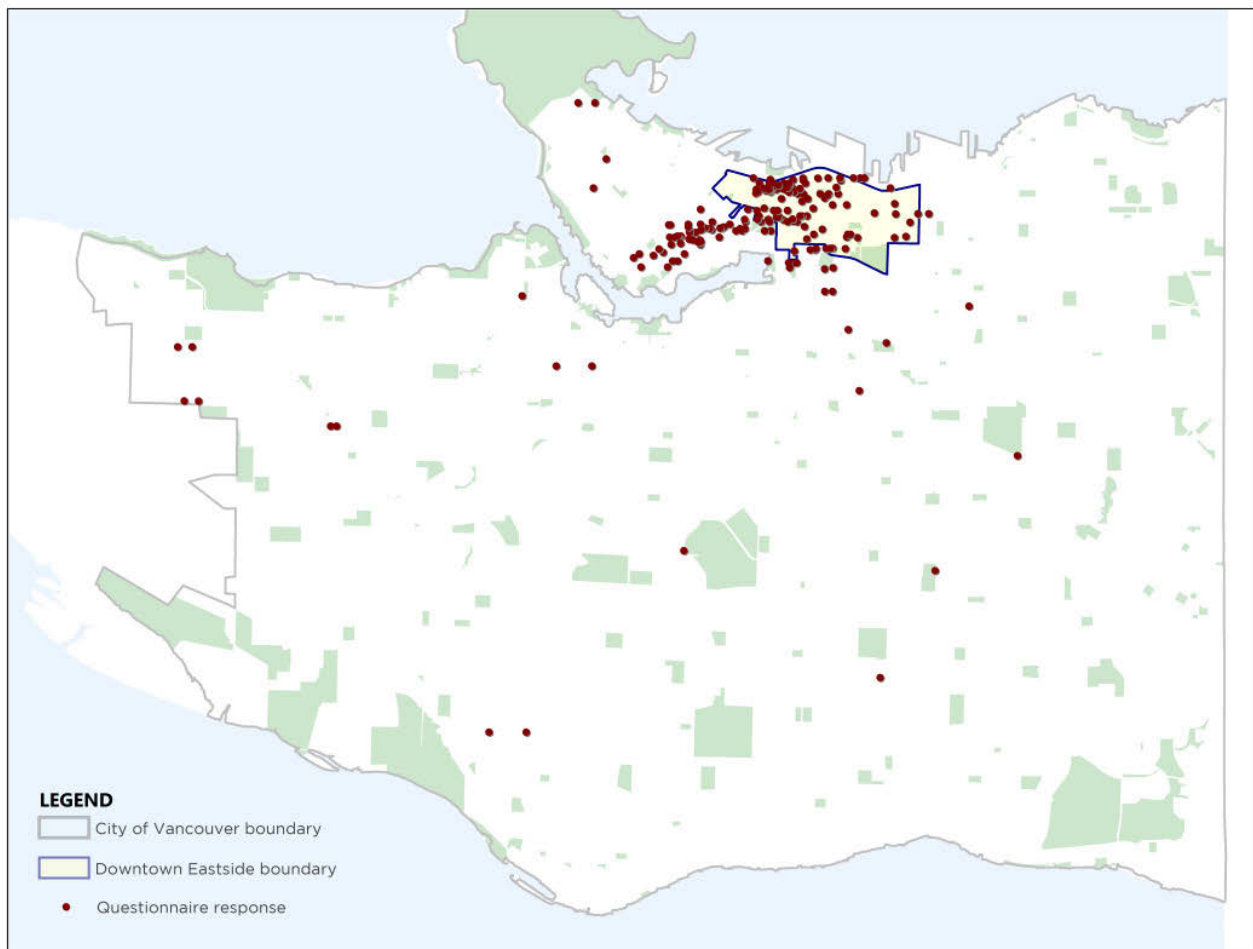 LEGEND
City of Vancouver boundary
Downtown Eastside boundary
Questionnaire response